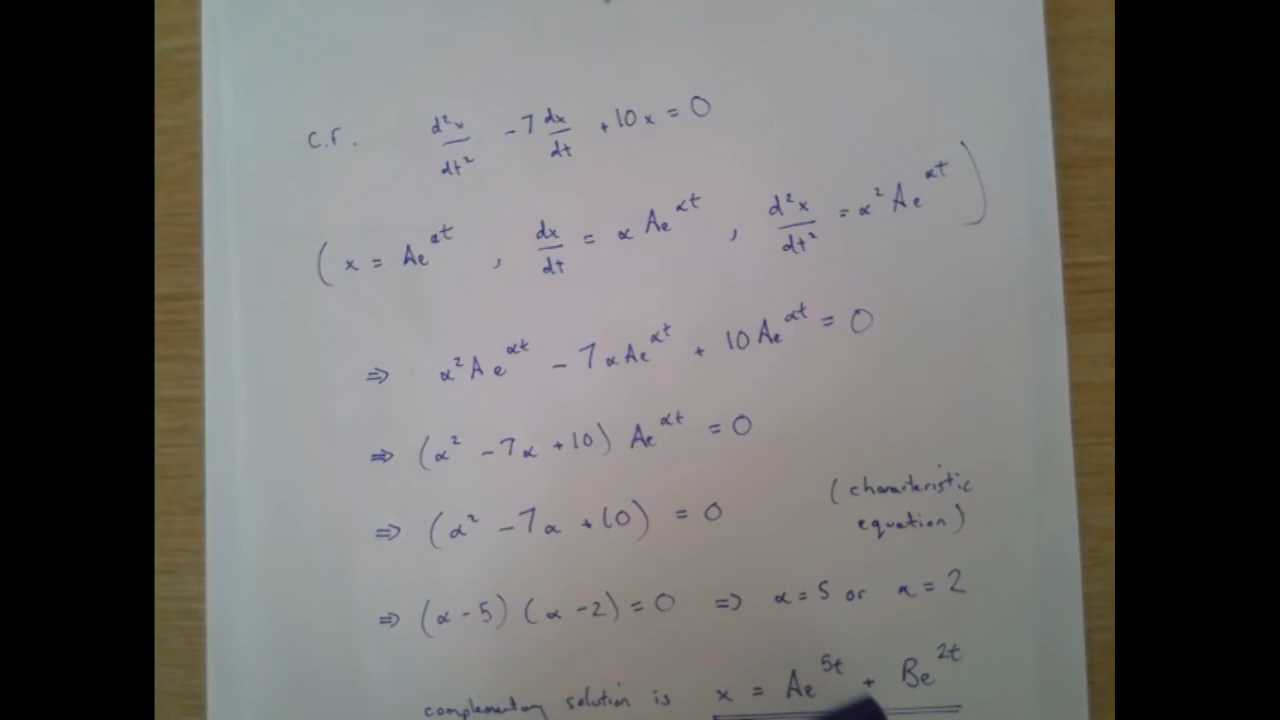 C.F. d²x/dt² - 7 dx/dt + 10x = 0
( x = Ae^{αt} , dx/dt = αAe^{αt} , d²x/dt² = α²Ae^{αt} )
⇒ α²Ae^{αt} - 7αAe^{αt} + 10Ae^{αt} = 0
⇒ (α² - 7α + 10) Ae^{αt} = 0
⇒ (α² - 7α + 10) = 0 (characteristic equation)
⇒ (α - 5) (α - 2) = 0 ⇒ α = 5 or α = 2
complementary solution is x = Ae^{5t} + Be^{2t}